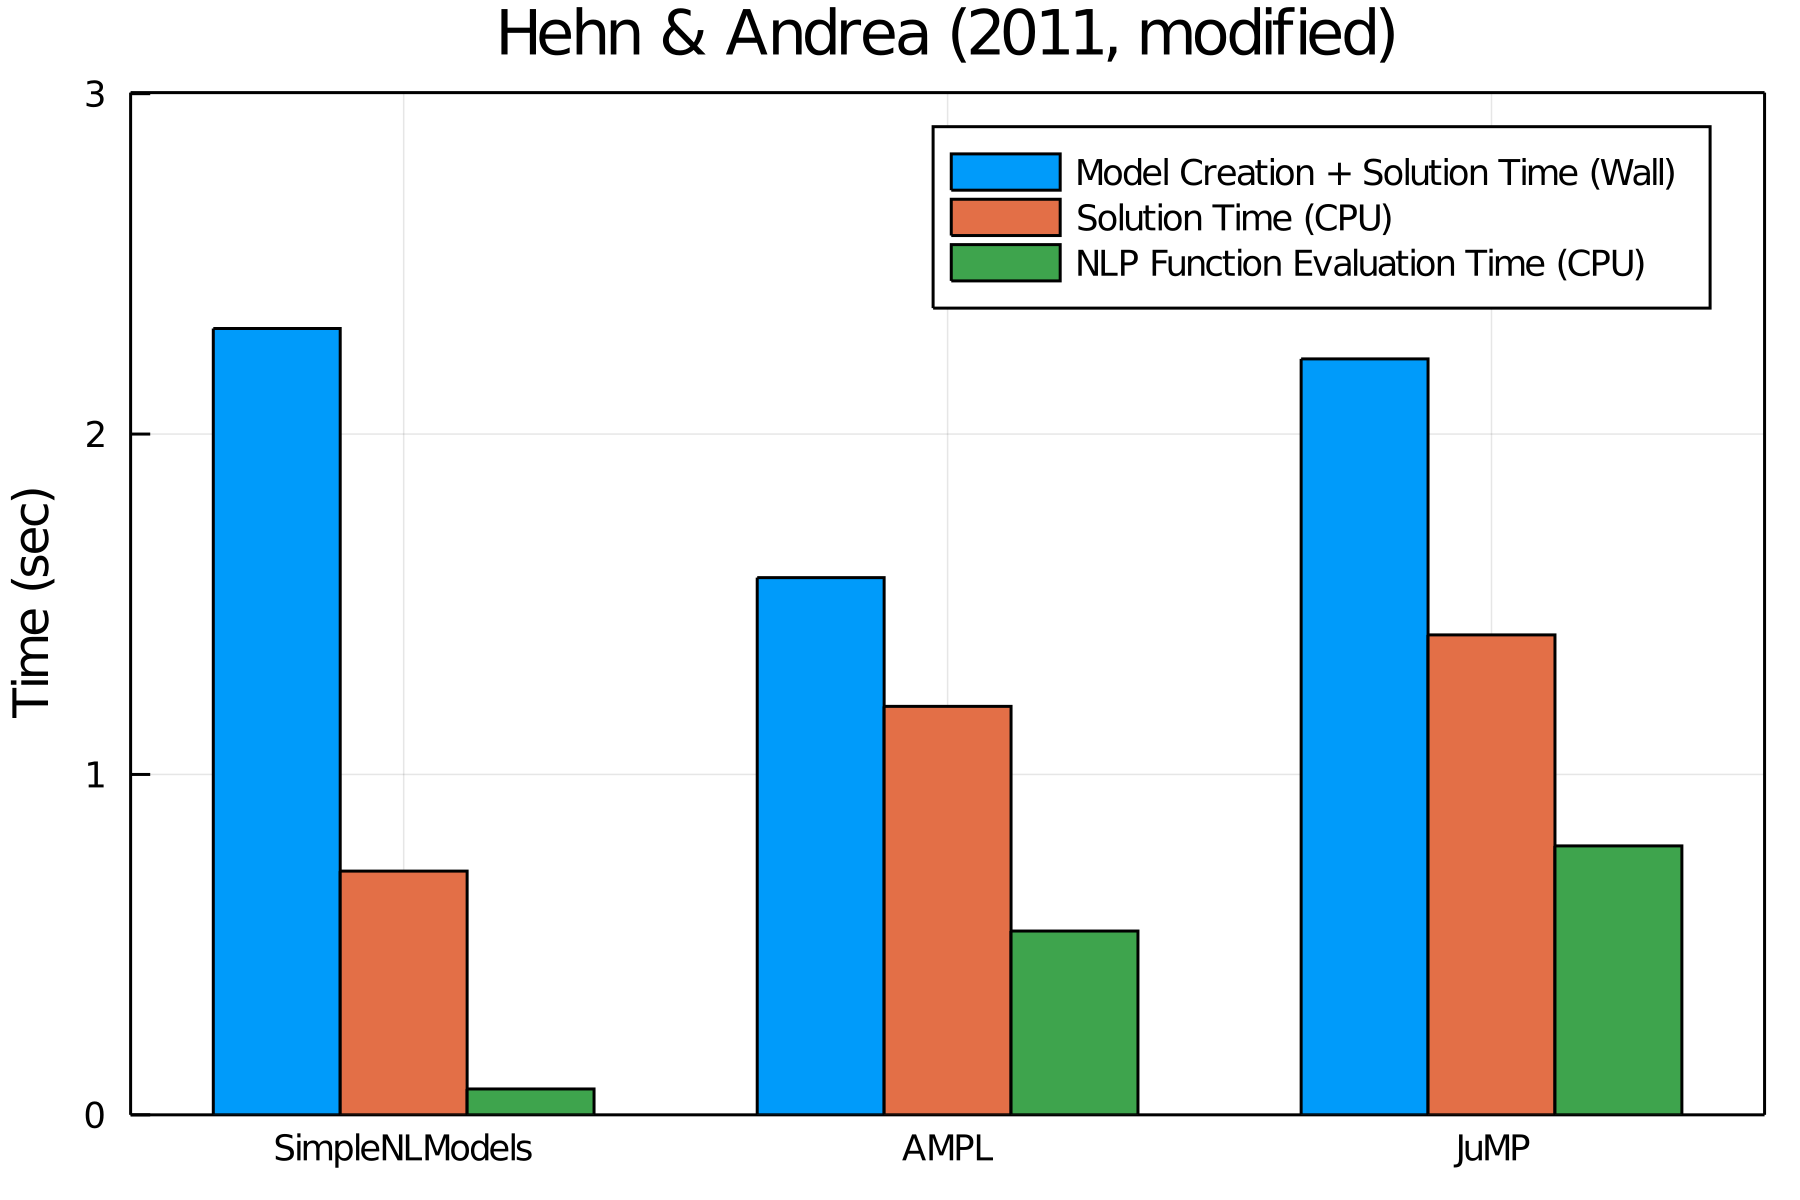 Hehn & Andrea (2011, modified)
3
Model Creation + Solution Time (Wall)
Solution Time (CPU)
NLP Function Evaluation Time (CPU)
2
Time (sec)
1
0
SimpleNLModels
AMPL
JuMP